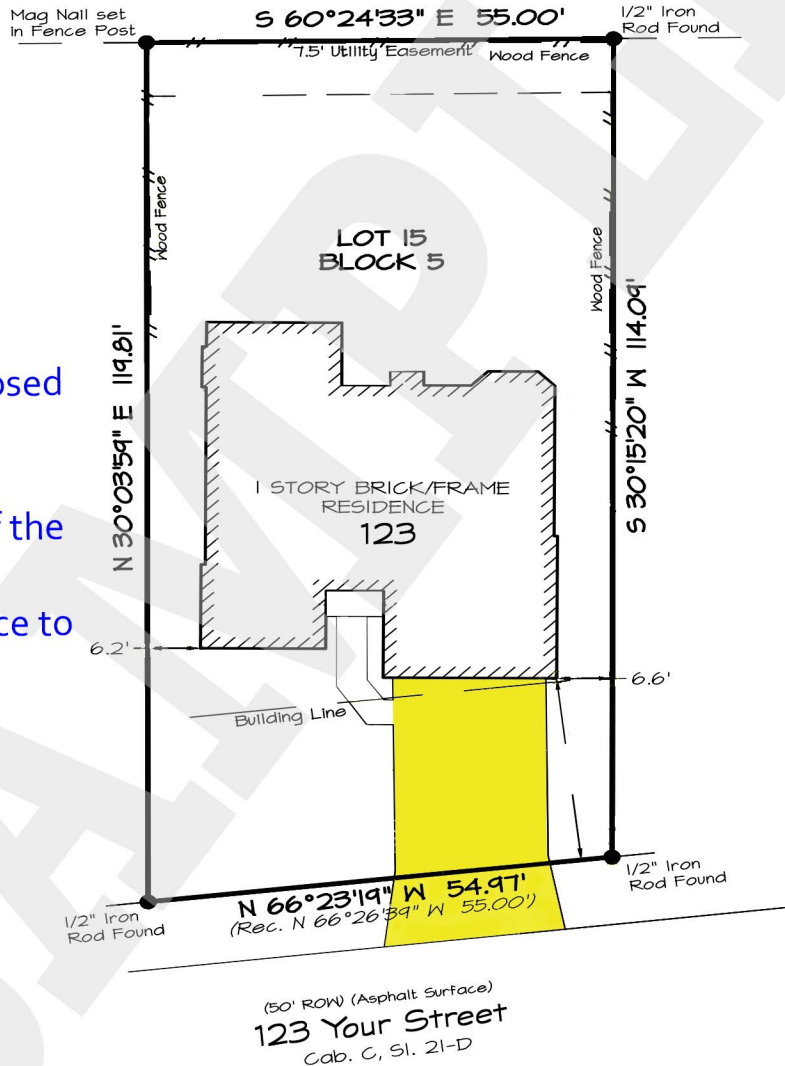 Mag Nail set
in Fence Post
S 60°24'33" E 55.00'
1/2" Iron
Rod Found
7.5' Utility Easement
Wood Fence
Wood Fence
Wood Fence
LOT 15
BLOCK 5
N 30°03'59" E 119.81'
S 30°15'20" W 114.09'
osed
f the
ce to
1 STORY BRICK/FRAME
RESIDENCE
123
6.2'
6.6'
Building Line
1/2" Iron
Rod Found
1/2" Iron
Rod Found
N 66°23'19" W 54.97'
(Rec. N 66°26'39" W 55.00')
(50' ROW) (Asphalt Surface)
123 Your Street
Cab. C, Sl. 21-D